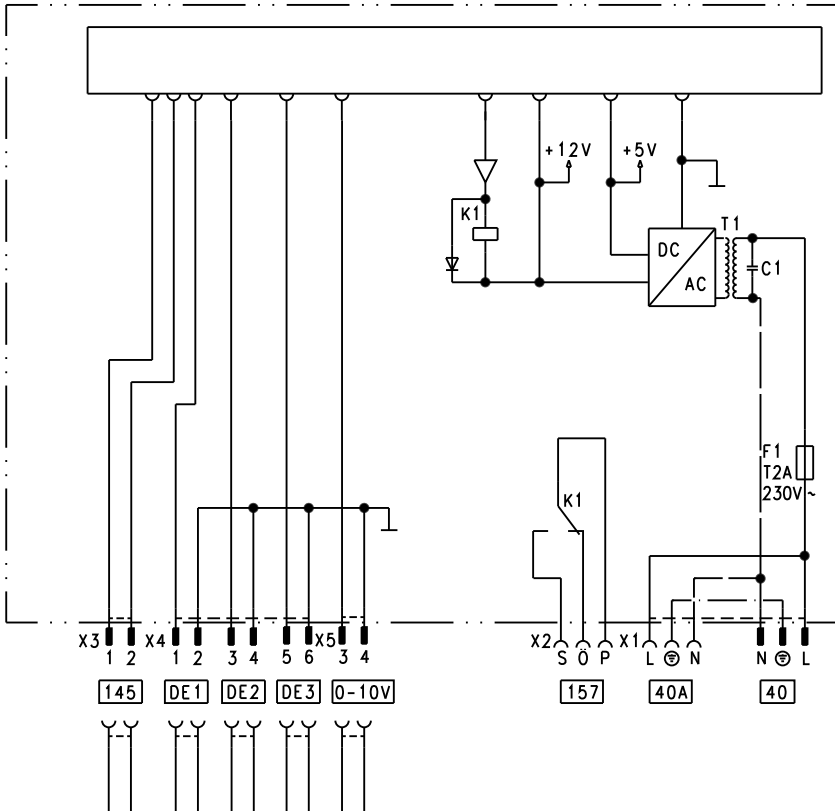 +12V +5V
K1
T1
DC
AC
C1
F1
T2A
230V~
K1
X3 1 2 X4 1 2 3 4 5 6 X5 3 4 X2 S Ö P X1 L N N L
145 DE1 DE2 DE3 0-10V 157 40A 40